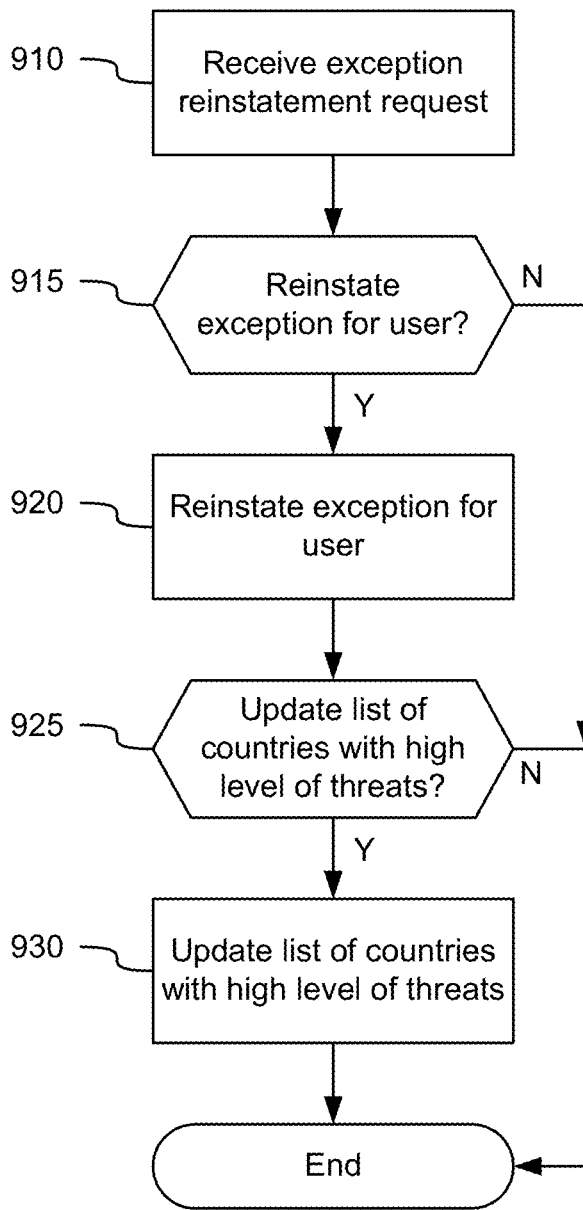 910
Receive exception
reinstatement request
915
Reinstate
exception for user?
N
Y
920
Reinstate exception for
user
925
Update list of
countries with high
level of threats?
N
Y
930
Update list of countries
with high level of threats
End